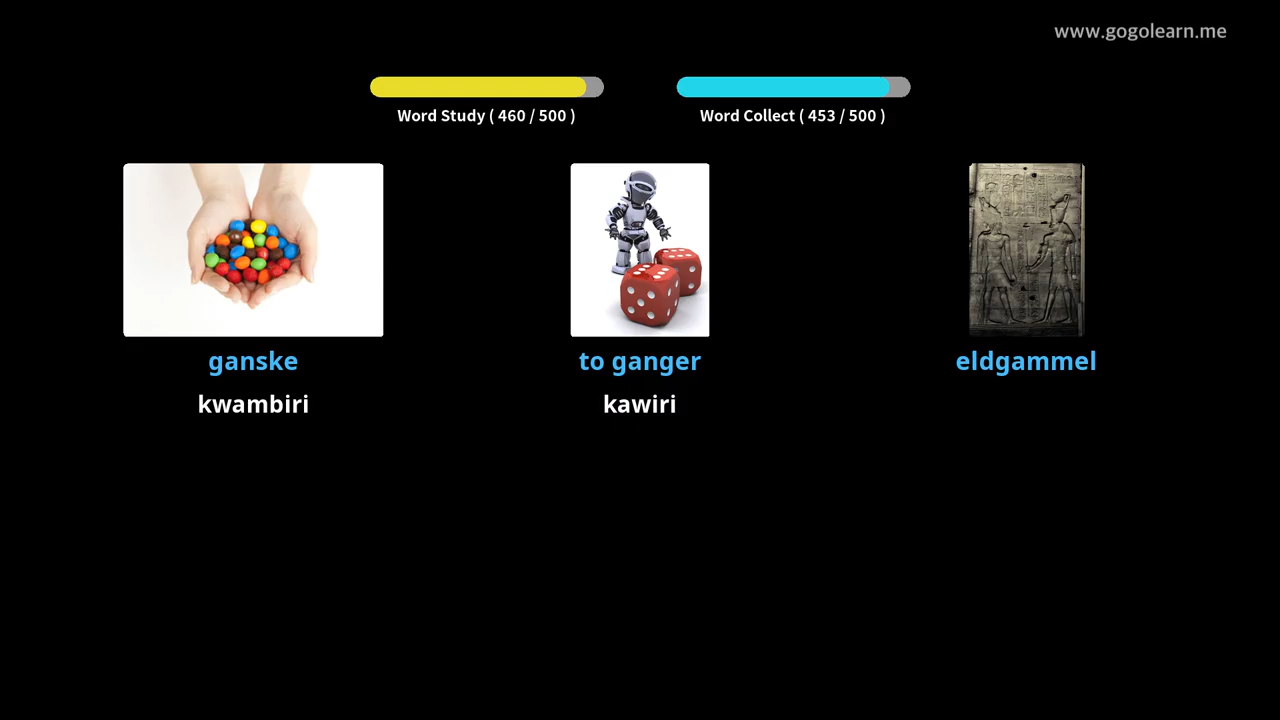 www.gogolearn.me
Word Study ( 460 / 500 )
Word Collect ( 453 / 500 )
ganske
to ganger
eldgammel
kwambiri
kawiri